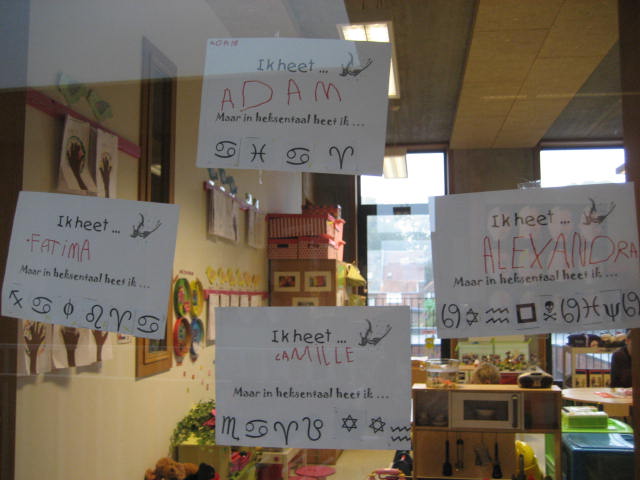 ADAM
Ik heet ...
ADAM
Maar in heksentaal heet ik ...
♋ ♓ ♋ ♈
Ik heet ...
FATIMA
Maar in heksentaal heet ik ...
♐ ♋ ♌ ♈ ♋
Ik heet ...
ALEXANDRA
Maar in heksentaal heet ik ...
Ik heet ...
CAMILLE
Maar in heksentaal heet ik ...
♏ ♋ ♈ ♉ ✡ ✡ ♒